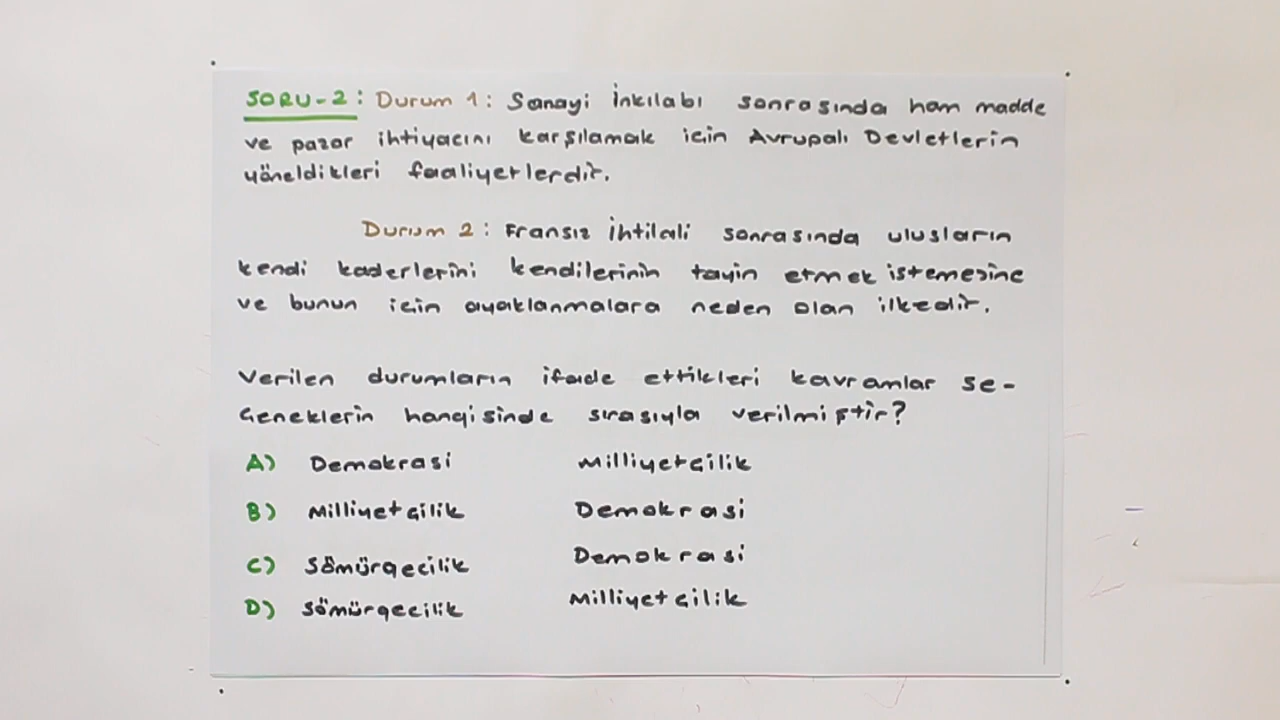 SORU-2: Durum 1: Sanayi İnkılabı sonrasında ham madde
ve pazar ihtiyacını karşılamak için Avrupalı Devletlerin
yöneldikleri faaliyetlerdir.
Durum 2: Fransız İhtilali sonrasında ulusların
kendi kaderlerini kendilerinin tayin etmek istemesine
ve bunun için ayaklanmalara neden olan ilkedir.
Verilen durumların ifade ettikleri kavramlar se-
çeneklerin hangisinde sırasıyla verilmiştir?
A) Demokrasi Milliyetçilik
B) Milliyetçilik Demokrasi
C) Sömürgecilik Demokrasi
D) Sömürgecilik Milliyetçilik